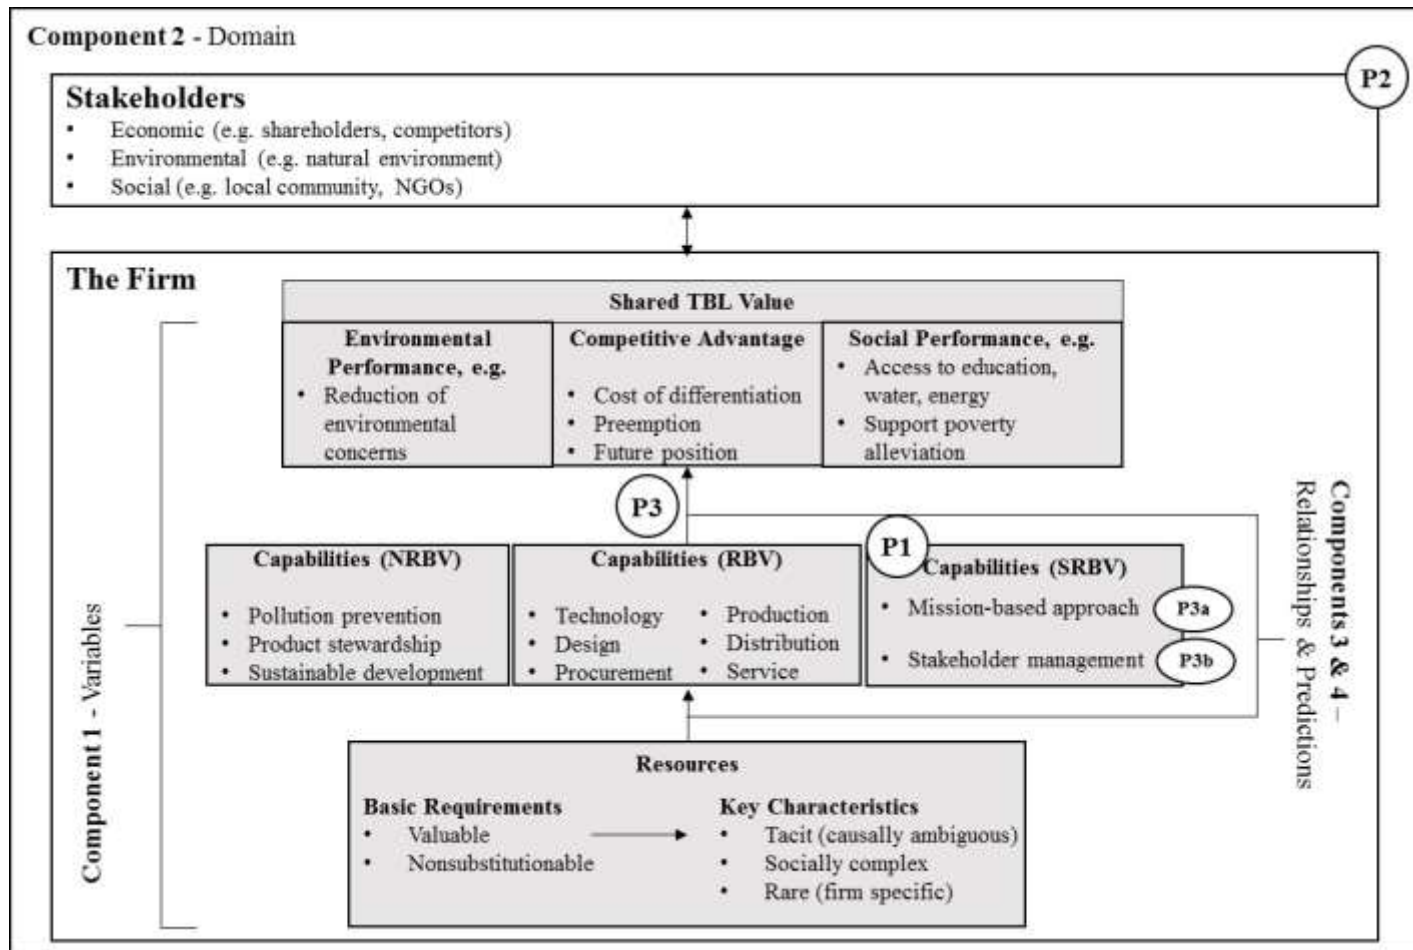 Component 2 - Domain
P2
Stakeholders
• Economic (e.g. shareholders, competitors)
• Environmental (e.g. natural environment)
• Social (e.g. local community, NGOs)
The Firm
Shared TBL Value
Environmental
Performance, e.g.
• Reduction of
environmental
concerns
Competitive Advantage
• Cost of differentiation
• Preemption
• Future position
Social Performance, e.g.
• Access to education,
water, energy
• Support poverty
alleviation
P3
P1
Capabilities (NRBV)
• Pollution prevention
• Product stewardship
• Sustainable development
Capabilities (RBV)
• Technology
• Design
• Procurement
• Production
• Distribution
• Service
Capabilities (SRBV)
• Mission-based approach
P3a
• Stakeholder management
P3b
Resources
Basic Requirements
• Valuable
• Nonsubstitutionable
Key Characteristics
• Tacit (causally ambiguous)
• Socially complex
• Rare (firm specific)
Component 1 - Variables
Components 3 & 4 –
Relationships & Predictions